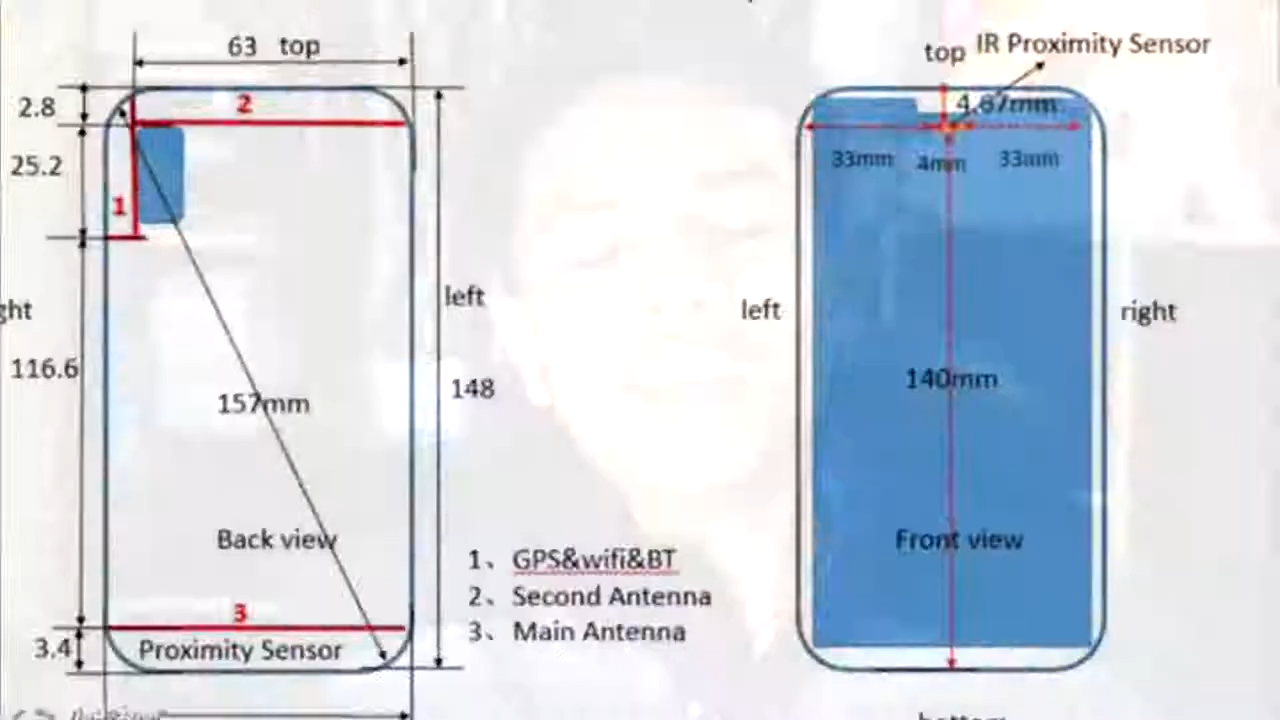 63 top
2.8
2
25.2
1
ght
116.6
157mm
left
148
Back view
3
3.4
Proximity Sensor
1、 GPS&wifi&BT
2、 Second Antenna
3、 Main Antenna
top
IR Proximity Sensor
4.87mm
33mm
4mm
33mm
left
right
140mm
Front view